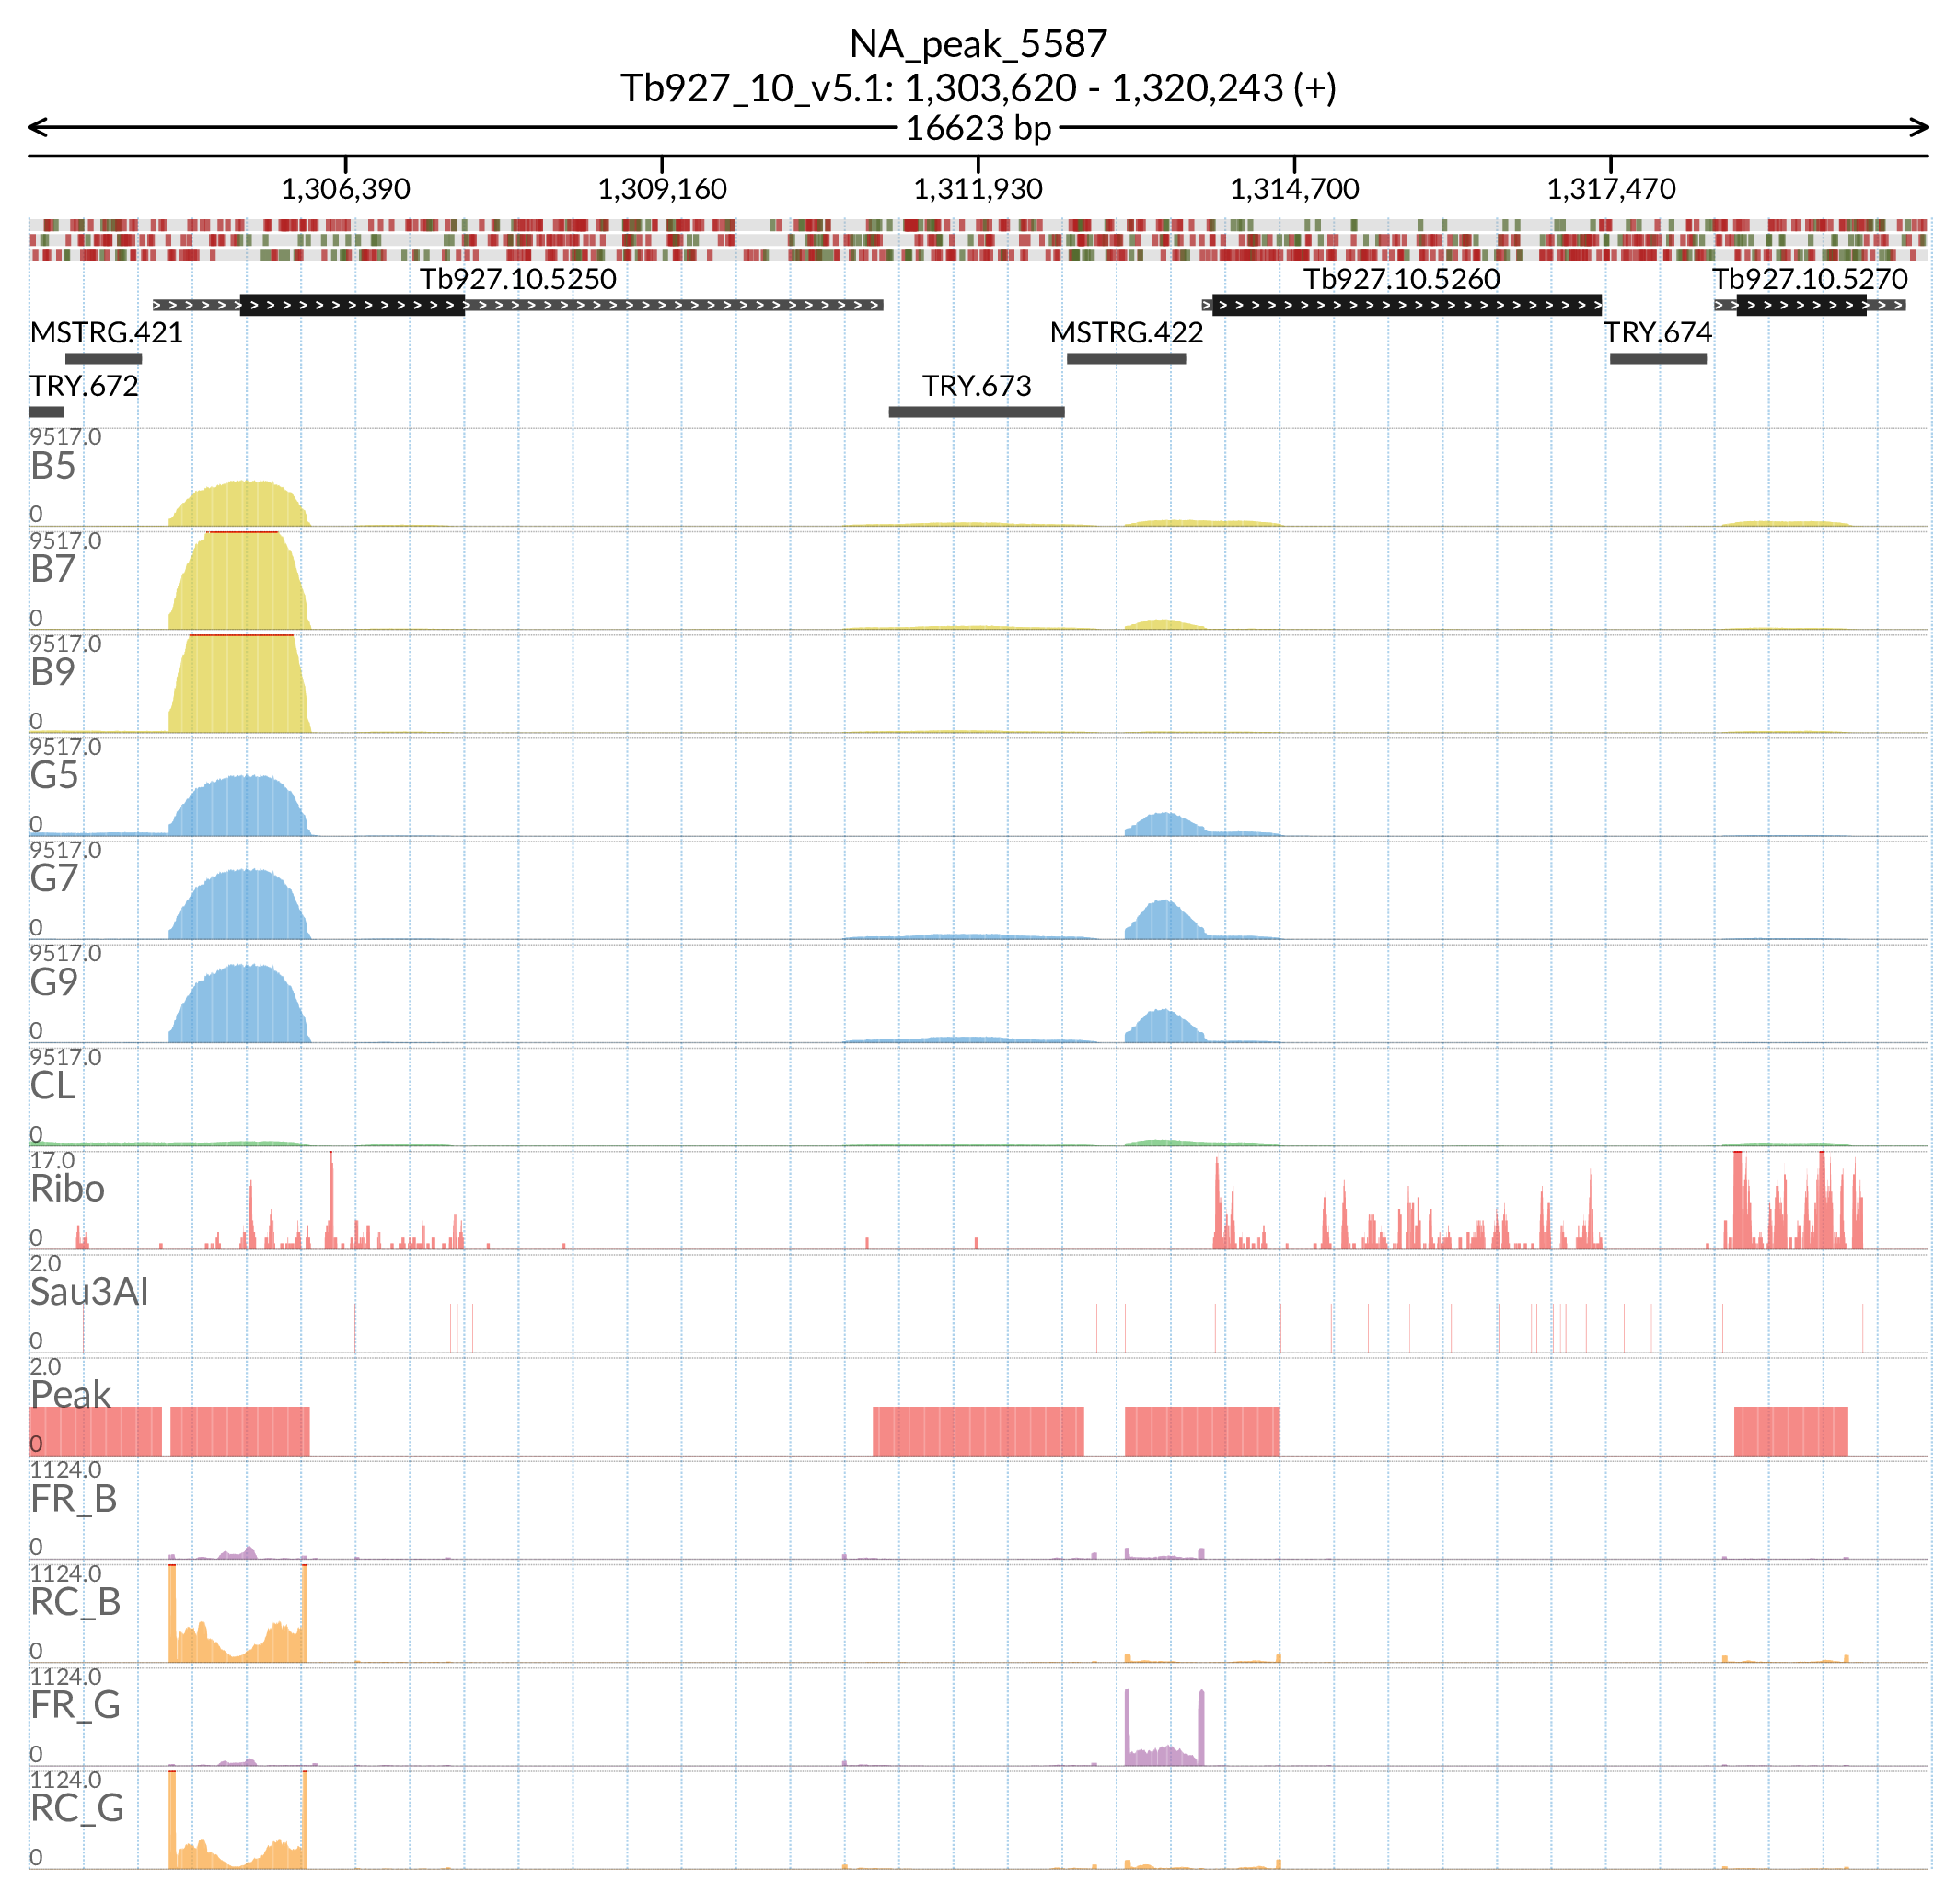 NA_peak_5587
Tb927_10_v5.1: 1,303,620 - 1,320,243 (+)
16623 bp
1,306,390 1,309,160 1,311,930 1,314,700 1,317,470
Tb927.10.5250 Tb927.10.5260 Tb927.10.5270
MSTRG.421 MSTRG.422 TRY.674
TRY.672 TRY.673
9517.0
B5
0
9517.0
B7
0
9517.0
B9
0
9517.0
G5
0
9517.0
G7
0
9517.0
G9
0
9517.0
CL
0
17.0
Ribo
0
2.0
Sau3AI
0
2.0
Peak
0
1124.0
FR_B
0
1124.0
RC_B
0
1124.0
FR_G
0
1124.0
RC_G
0